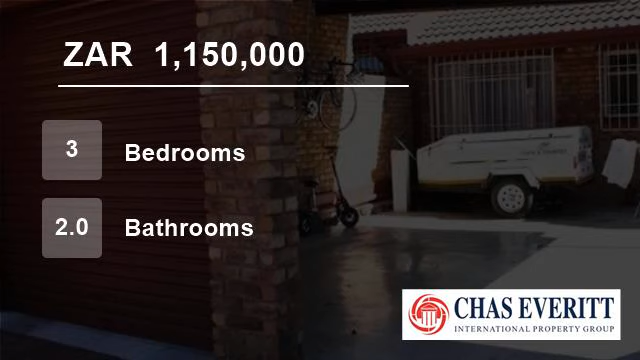 ZAR 1,150,000
3
Bedrooms
2.0
Bathrooms
CHAS EVERITT
INTERNATIONAL PROPERTY GROUP